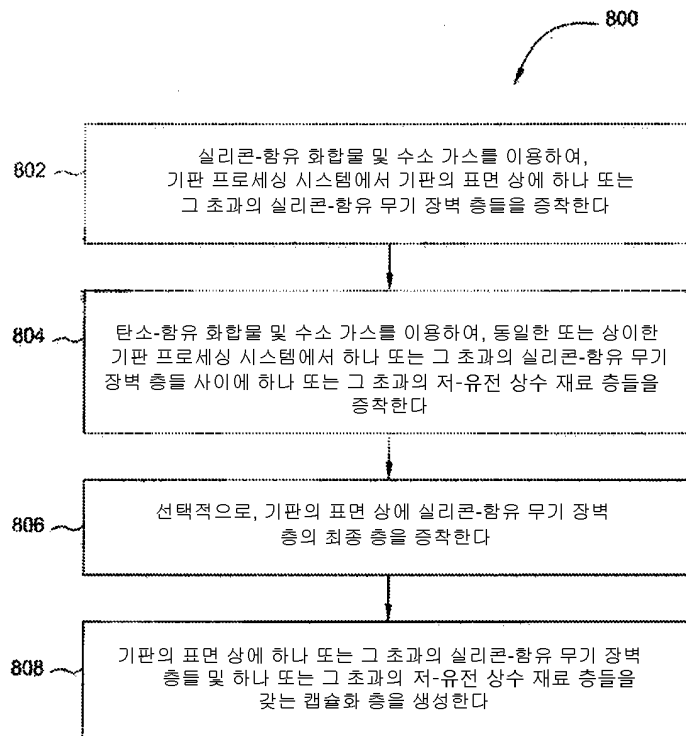 800
802
실리콘-함유 화합물 및 수소 가스를 이용하여,
기판 프로세싱 시스템에서 기판의 표면 상에 하나 또는
그 초과의 실리콘-함유 무기 장벽 층들을 증착한다
804
탄소-함유 화합물 및 수소 가스를 이용하여, 동일한 또는 상이한
기판 프로세싱 시스템에서 하나 또는 그 초과의 실리콘-함유 무기
장벽 층들 사이에 하나 또는 그 초과의 저-유전 상수 재료 층들을
증착한다
806
선택적으로, 기판의 표면 상에 실리콘-함유 무기 장벽
층의 최종 층을 증착한다
808
기판의 표면 상에 하나 또는 그 초과의 실리콘-함유 무기 장벽
층들 및 하나 또는 그 초과의 저-유전 상수 재료 층들을
갖는 캡슐화 층을 생성한다